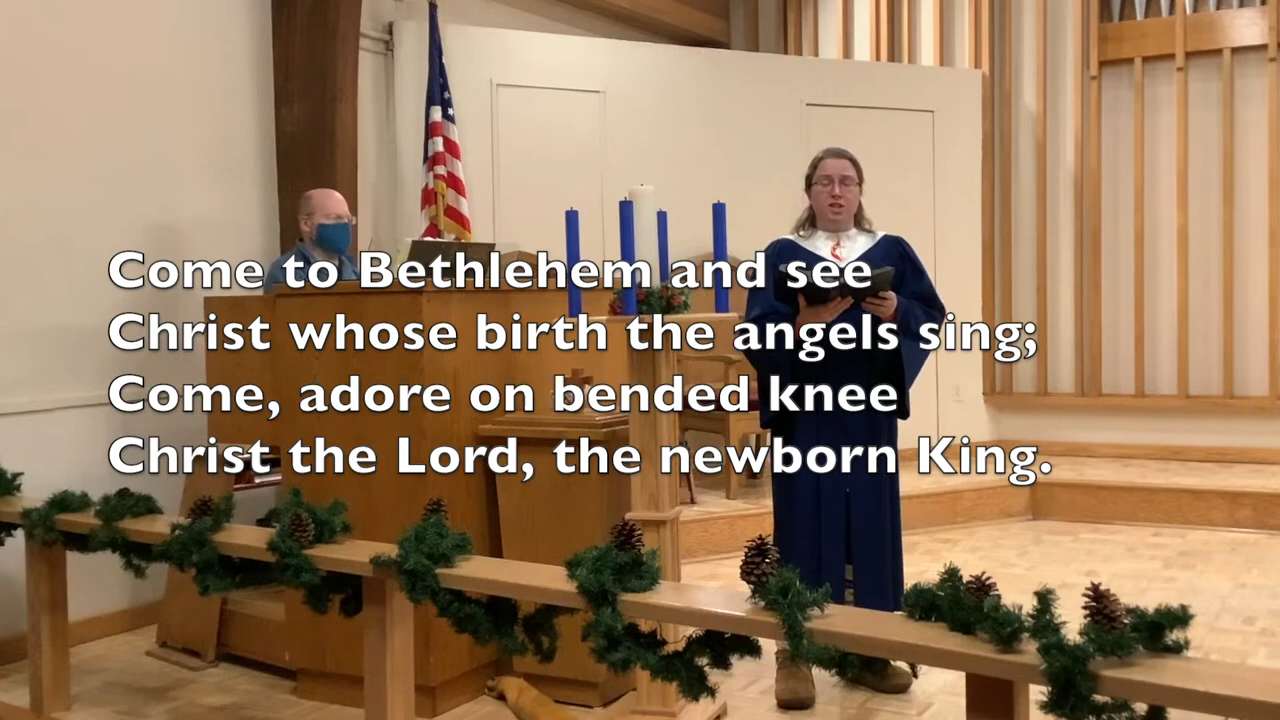 Come to Bethlehem and see
Christ whose birth the angels sing;
Come, adore on bended knee
Christ the Lord, the newborn King.